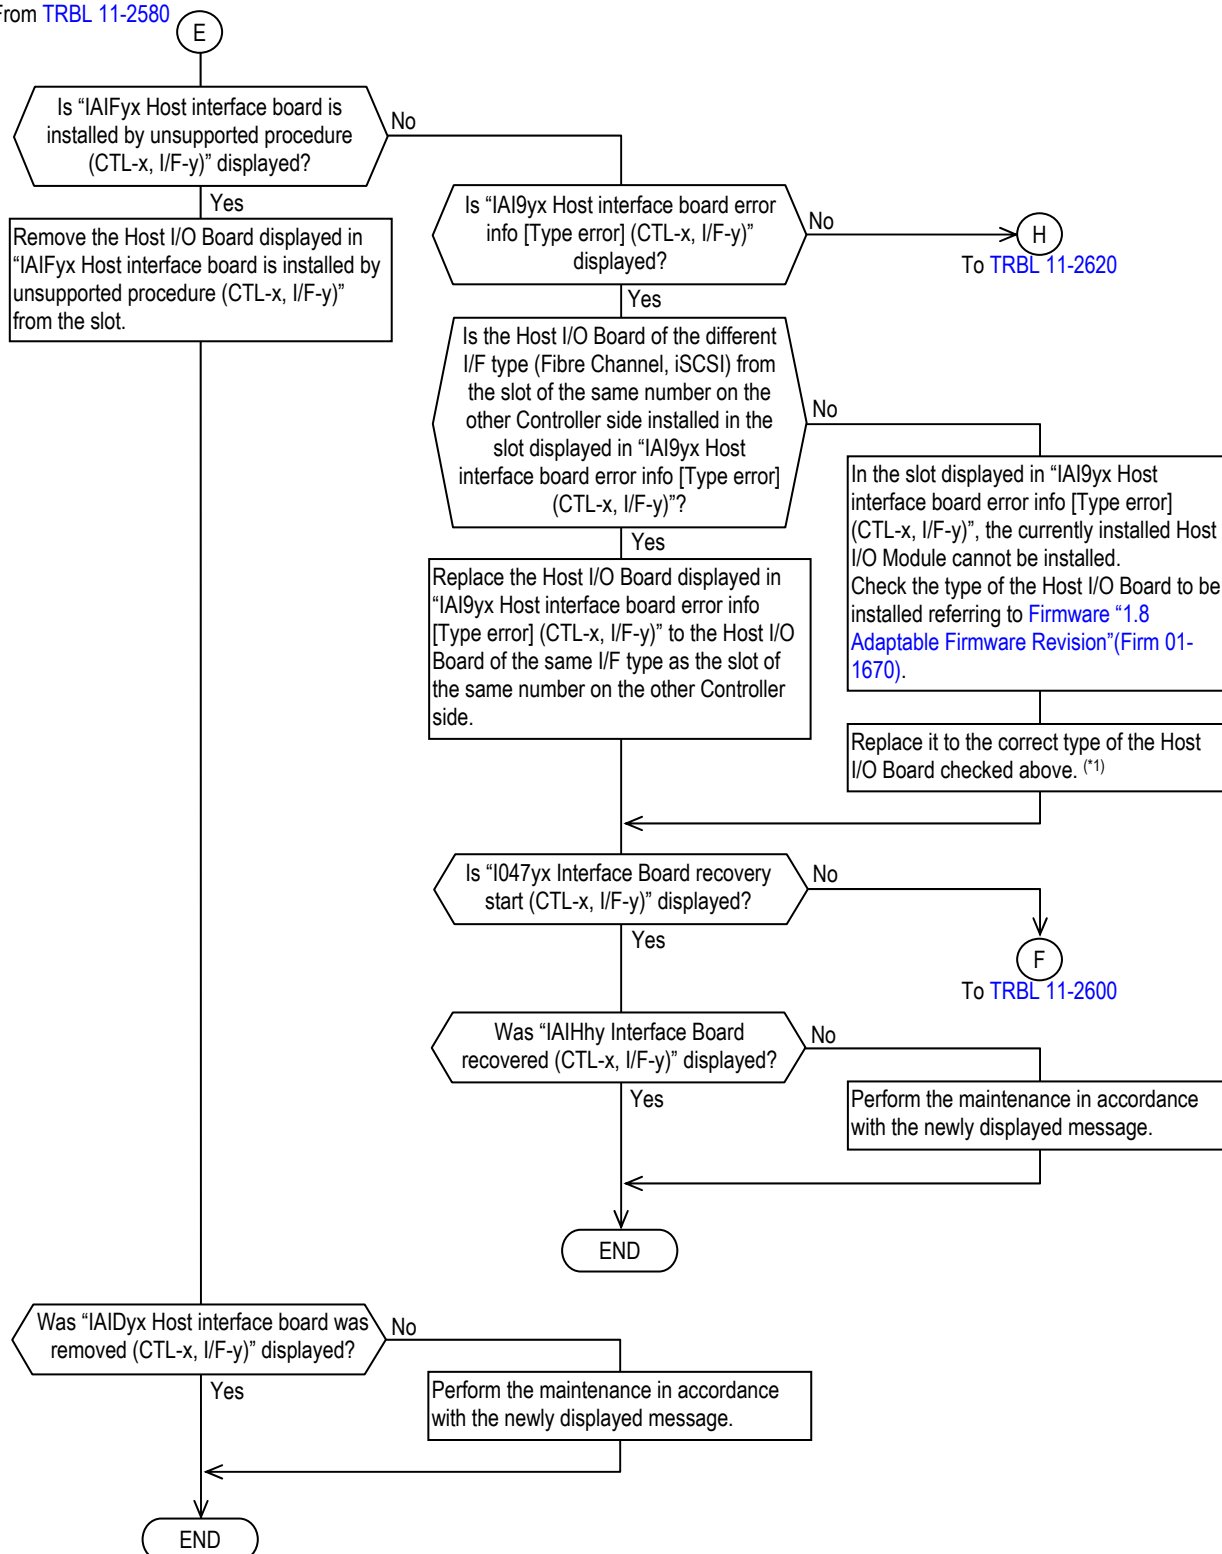 From TRBL 11-2580
E
Is “IAIFyx Host interface board is
installed by unsupported procedure
(CTL-x, I/F-y)” displayed?
No
Yes
Remove the Host I/O Board displayed in
“IAIFyx Host interface board is installed by
unsupported procedure (CTL-x, I/F-y)”
from the slot.
Is “IAI9yx Host interface board error
info [Type error] (CTL-x, I/F-y)”
displayed?
No
H
To TRBL 11-2620
Yes
Is the Host I/O Board of the different
I/F type (Fibre Channel, iSCSI) from
the slot of the same number on the
other Controller side installed in the
slot displayed in “IAI9yx Host
interface board error info [Type error]
(CTL-x, I/F-y)”?
No
Yes
In the slot displayed in “IAI9yx Host
interface board error info [Type error]
(CTL-x, I/F-y)”, the currently installed Host
I/O Module cannot be installed.
Check the type of the Host I/O Board to be
installed referring to Firmware “1.8
Adaptable Firmware Revision”(Firm 01-
1670).
Replace the Host I/O Board displayed in
“IAI9yx Host interface board error info
[Type error] (CTL-x, I/F-y)” to the Host I/O
Board of the same I/F type as the slot of
the same number on the other Controller
side.
Replace it to the correct type of the Host
I/O Board checked above. (*1)
Is “I047yx Interface Board recovery
start (CTL-x, I/F-y)” displayed?
No
Yes
F
To TRBL 11-2600
Was “IAIHhy Interface Board
recovered (CTL-x, I/F-y)” displayed?
No
Yes
Perform the maintenance in accordance
with the newly displayed message.
END
Was “IAIDyx Host interface board was
removed (CTL-x, I/F-y)” displayed?
No
Yes
Perform the maintenance in accordance
with the newly displayed message.
END